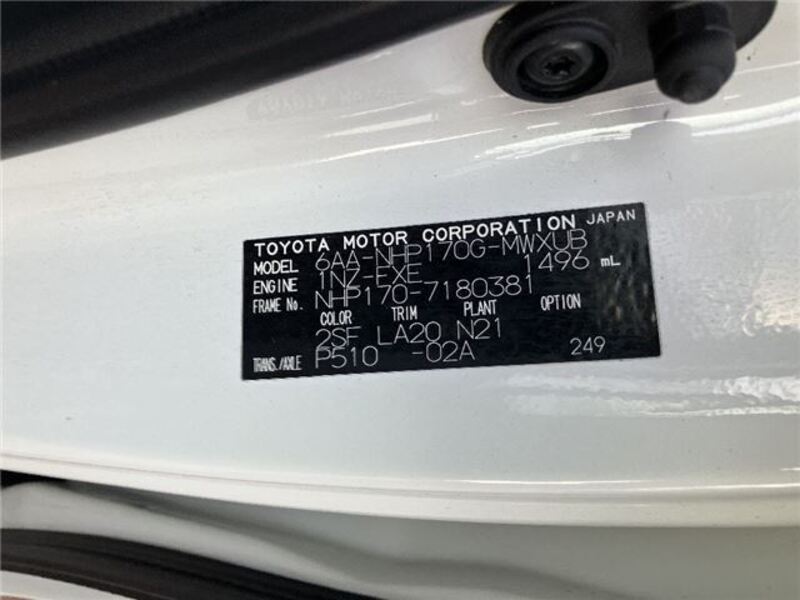 TOYOTA MOTOR CORPORATION JAPAN
MODEL 6AA-NHP170G-MWXUB
ENGINE 1NZ-EXE 1496 mL
FRAME No. NHP170-7180381
COLOR TRIM PLANT OPTION
2SF LA20 N21
TRANS./AXLE P510 -02A 249